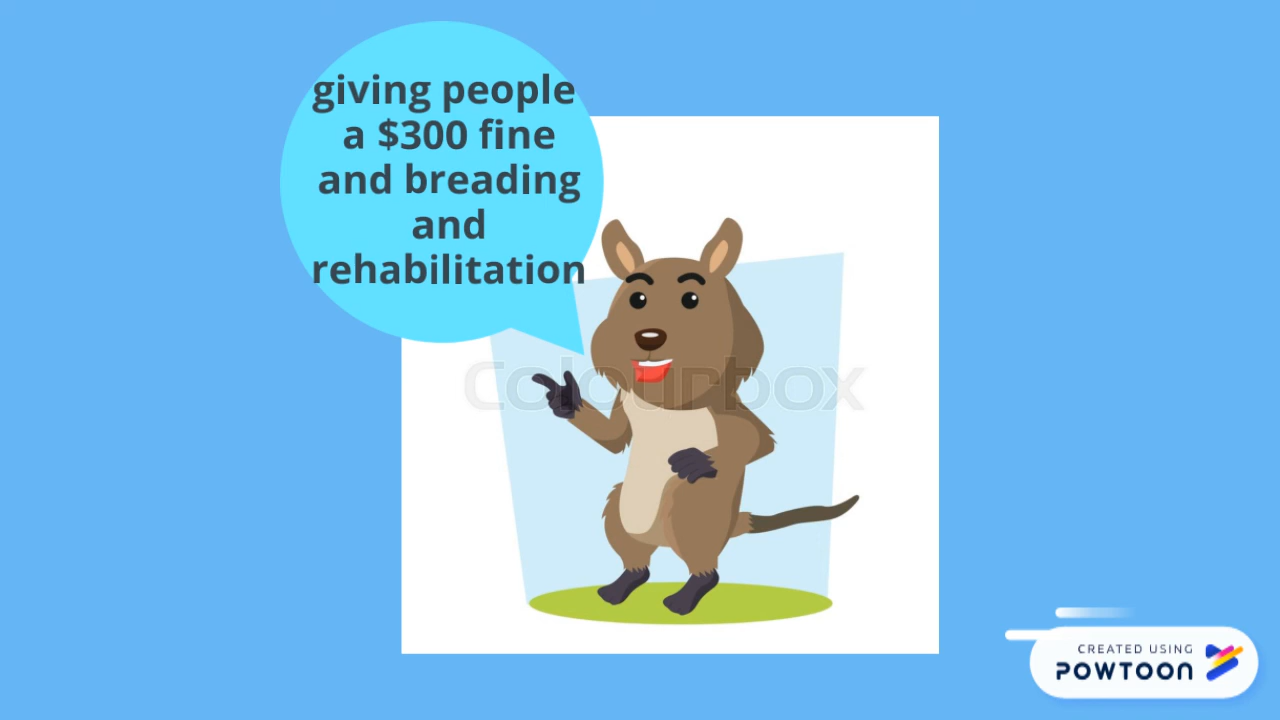 giving people
a $300 fine
and breading
and
rehabilitation
colourbox
CREATED USING
POWTOON